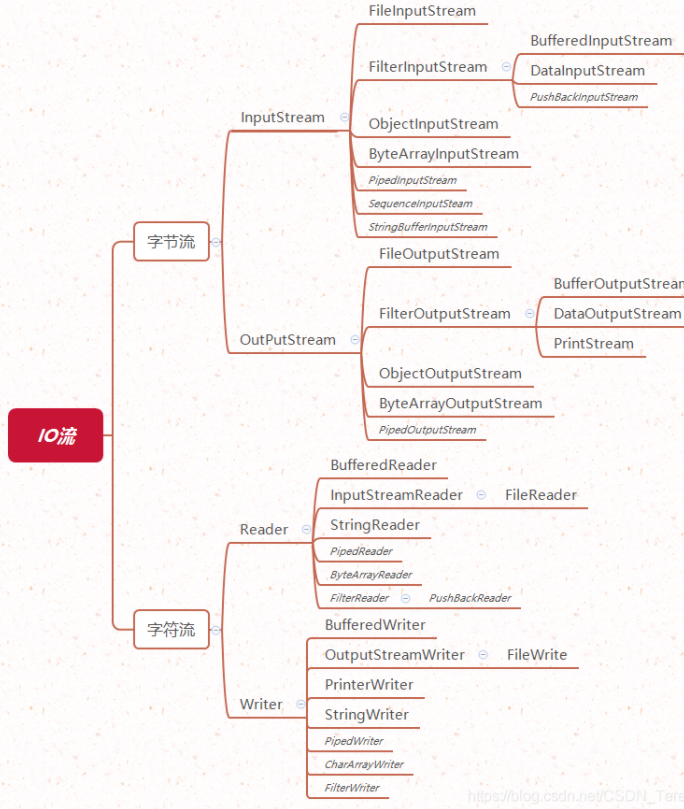 IO流
字节流
InputStream
FileInputStream
FilterInputStream
BufferedInputStream
DataInputStream
PushBackInputStream
ObjectInputStream
ByteArrayInputStream
PipedInputStream
SequenceInputSteam
StringBufferInputStream
OutPutStream
FileOutputStream
FilterOutputStream
BufferOutputStream
DataOutputStream
PrintStream
ObjectOutputStream
ByteArrayOutputStream
PipedOutputStream
字符流
Reader
BufferedReader
InputStreamReader
FileReader
StringReader
PipedReader
ByteArrayReader
FilterReader
PushBackReader
Writer
BufferedWriter
OutputStreamWriter
FileWrite
PrinterWriter
StringWriter
PipedWriter
CharArrayWriter
FilterWriter
https://blog.csdn.net/CSDN_Tera